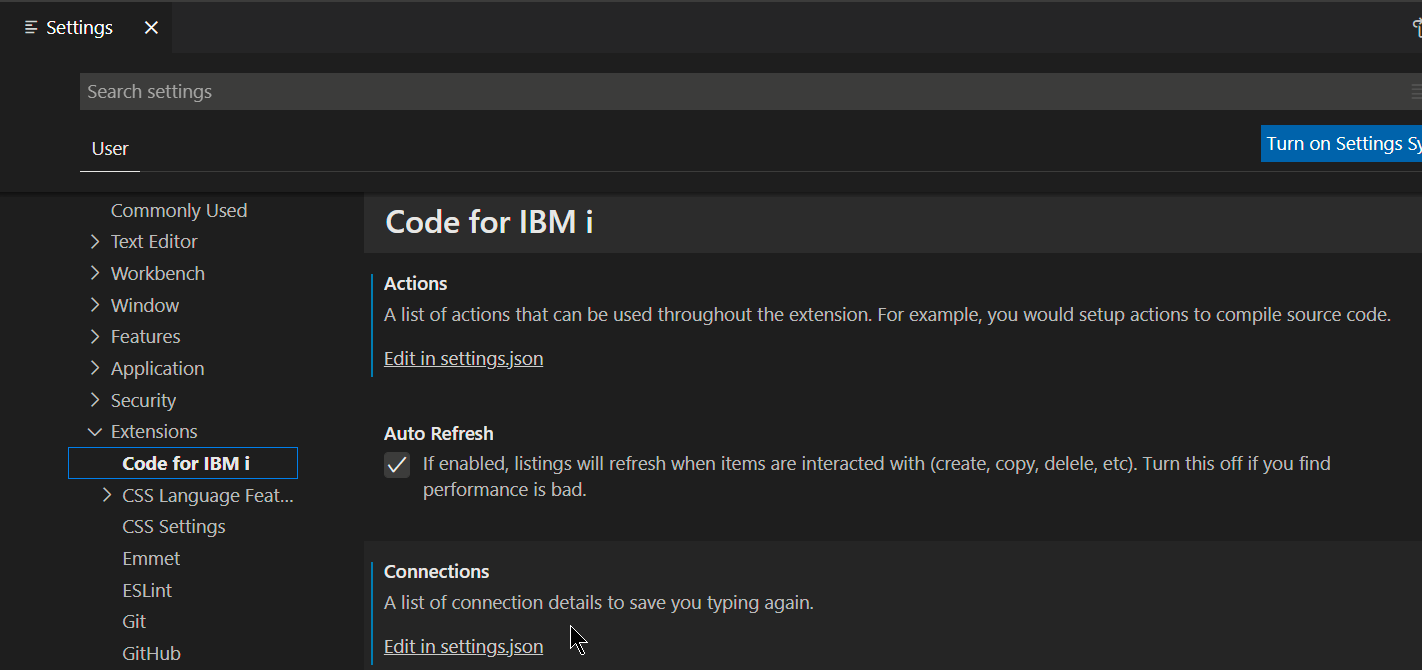 Settings
Search settings
User
Turn on Settings Sy
Commonly Used
Text Editor
Workbench
Window
Features
Application
Security
Extensions
Code for IBM i
CSS Language Feat...
CSS Settings
Emmet
ESLint
Git
GitHub
Code for IBM i
Actions
A list of actions that can be used throughout the extension. For example, you would setup actions to compile source code.
Edit in settings.json
Auto Refresh
If enabled, listings will refresh when items are interacted with (create, copy, delele, etc). Turn this off if you find
performance is bad.
Connections
A list of connection details to save you typing again.
Edit in settings.json